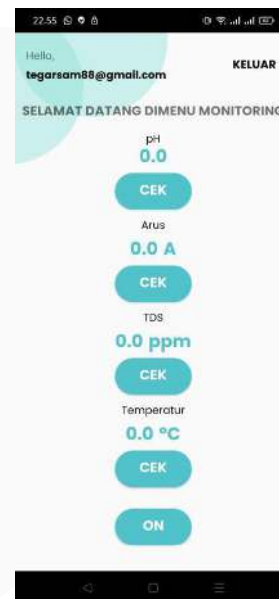 22.55
Hello,
tegarsam88@gmail.com
KELUAR
SELAMAT DATANG DIMENU MONITORING
pH
0.0
CEK
Arus
0.0 A
CEK
TDS
0.0 ppm
CEK
Temperatur
0.0 °C
CEK
ON